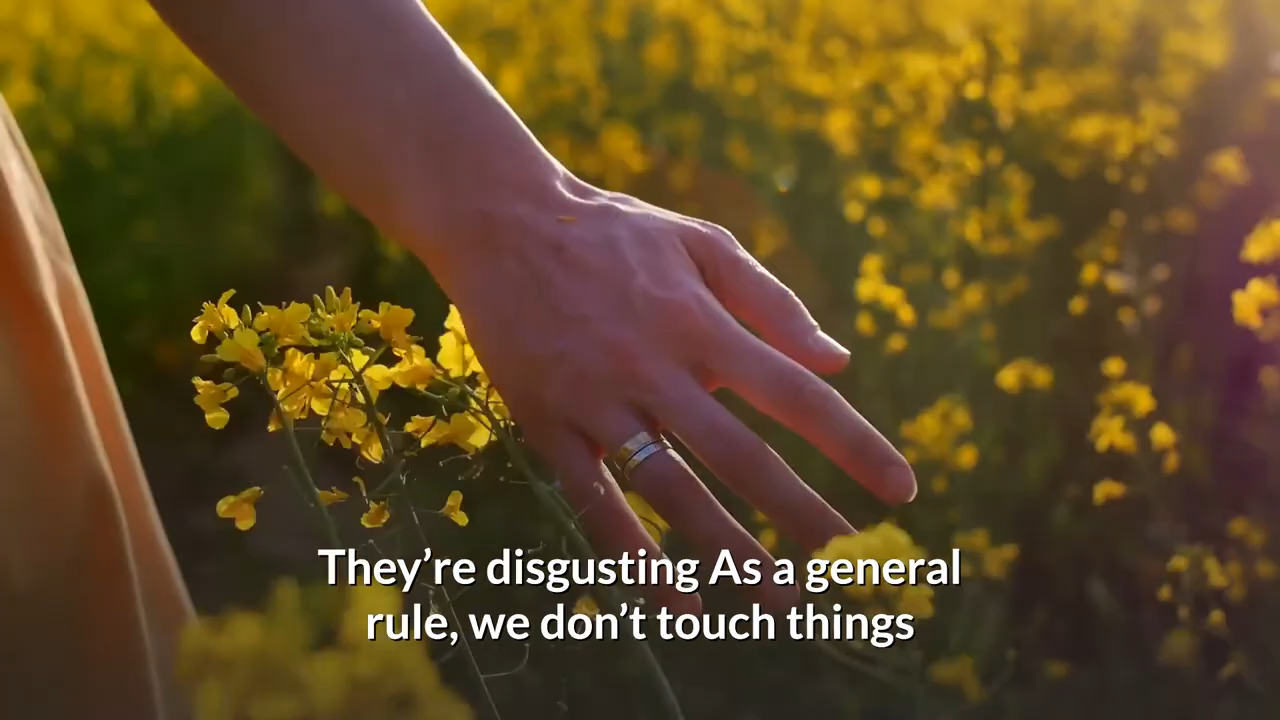 They’re disgusting As a general
rule, we don’t touch things